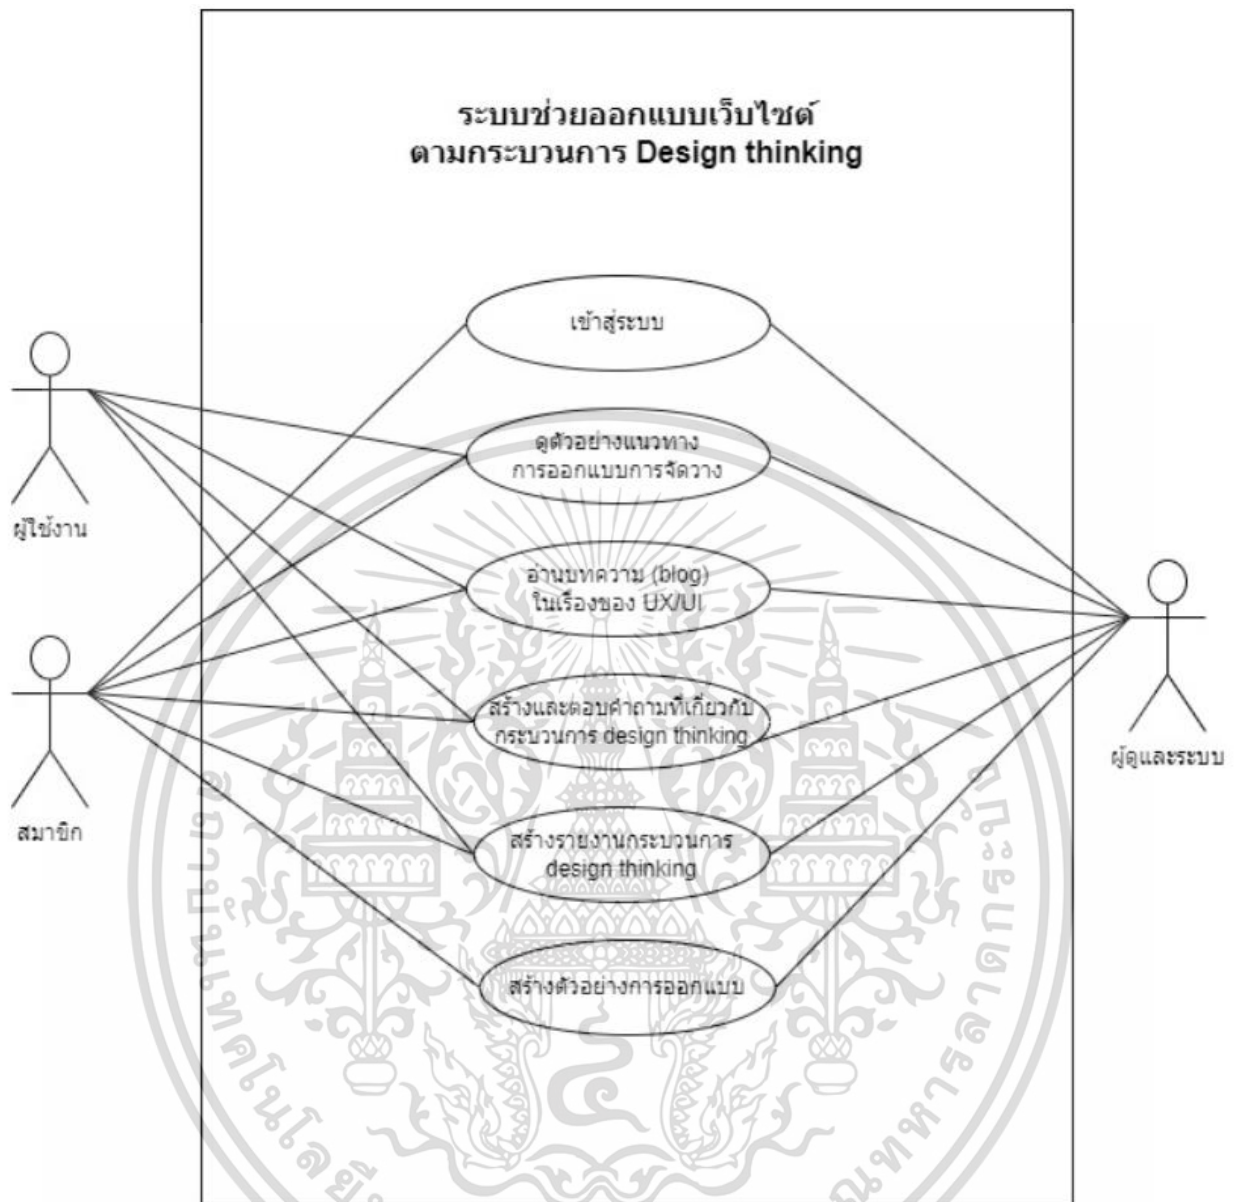 ระบบช่วยออกแบบเว็บไซต์
ตามกระบวนการ Design thinking
เข้าสู่ระบบ
ดูตัวอย่างแนวทาง
การออกแบบการจัดวาง
ผู้ใช้งาน
อ่านบทความ (blog)
ในเรื่องของ UX/UI
สร้างและตอบคำถามที่เกี่ยวกับ
กระบวนการ design thinking
ผู้ดูและระบบ
สมาชิก
สร้างรายงานกระบวนการ
design thinking
สร้างตัวอย่างการออกแบบ